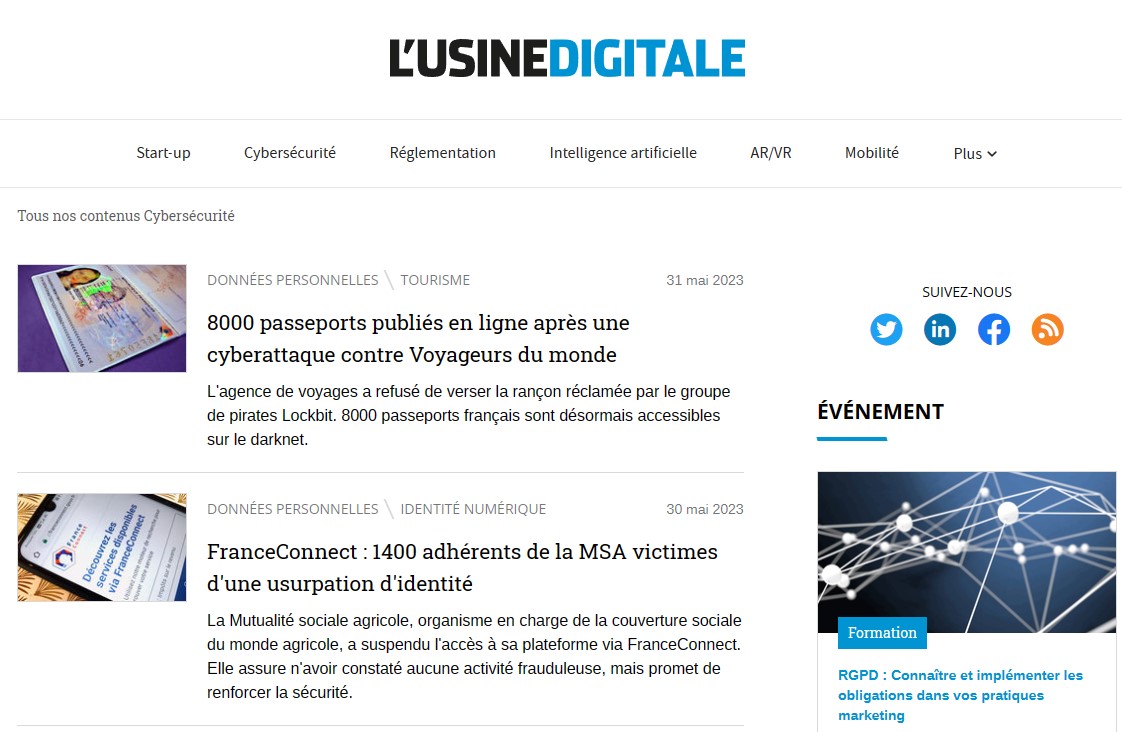 L'USINEDIGITALE
Start-up Cybersécurité Réglementation Intelligence artificielle AR/VR Mobilité Plus
Tous nos contenus Cybersécurité
DONNÉES PERSONNELLES \ TOURISME 31 mai 2023
8000 passeports publiés en ligne après une
cyberattaque contre Voyageurs du monde
L'agence de voyages a refusé de verser la rançon réclamée par le groupe
de pirates Lockbit. 8000 passeports français sont désormais accessibles
sur le darknet.
Découvrez les
services disponibles
via FranceConnect
DONNÉES PERSONNELLES \ IDENTITÉ NUMÉRIQUE 30 mai 2023
FranceConnect : 1400 adhérents de la MSA victimes
d'une usurpation d'identité
La Mutualité sociale agricole, organisme en charge de la couverture sociale
du monde agricole, a suspendu l'accès à sa plateforme via FranceConnect.
Elle assure n'avoir constaté aucune activité frauduleuse, mais promet de
renforcer la sécurité.
SUIVEZ-NOUS
ÉVÉNEMENT
Formation
RGPD : Connaître et implémenter les
obligations dans vos pratiques
marketing